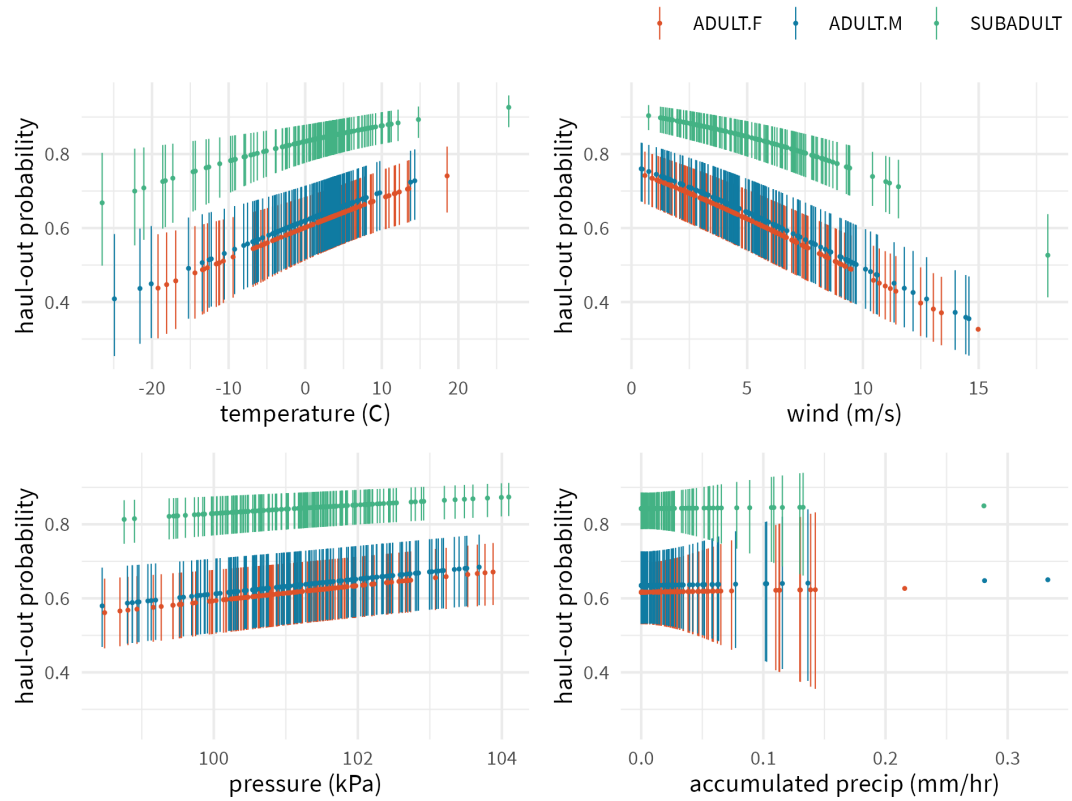 ADULT.F ADULT.M SUBADULT
haul-out probability
0.8
0.6
0.4
-20 -10 0 10 20
temperature (C)
haul-out probability
0.8
0.6
0.4
0 5 10 15
wind (m/s)
haul-out probability
0.8
0.6
0.4
100 102 104
pressure (kPa)
haul-out probability
0.8
0.6
0.4
0.0 0.1 0.2 0.3
accumulated precip (mm/hr)